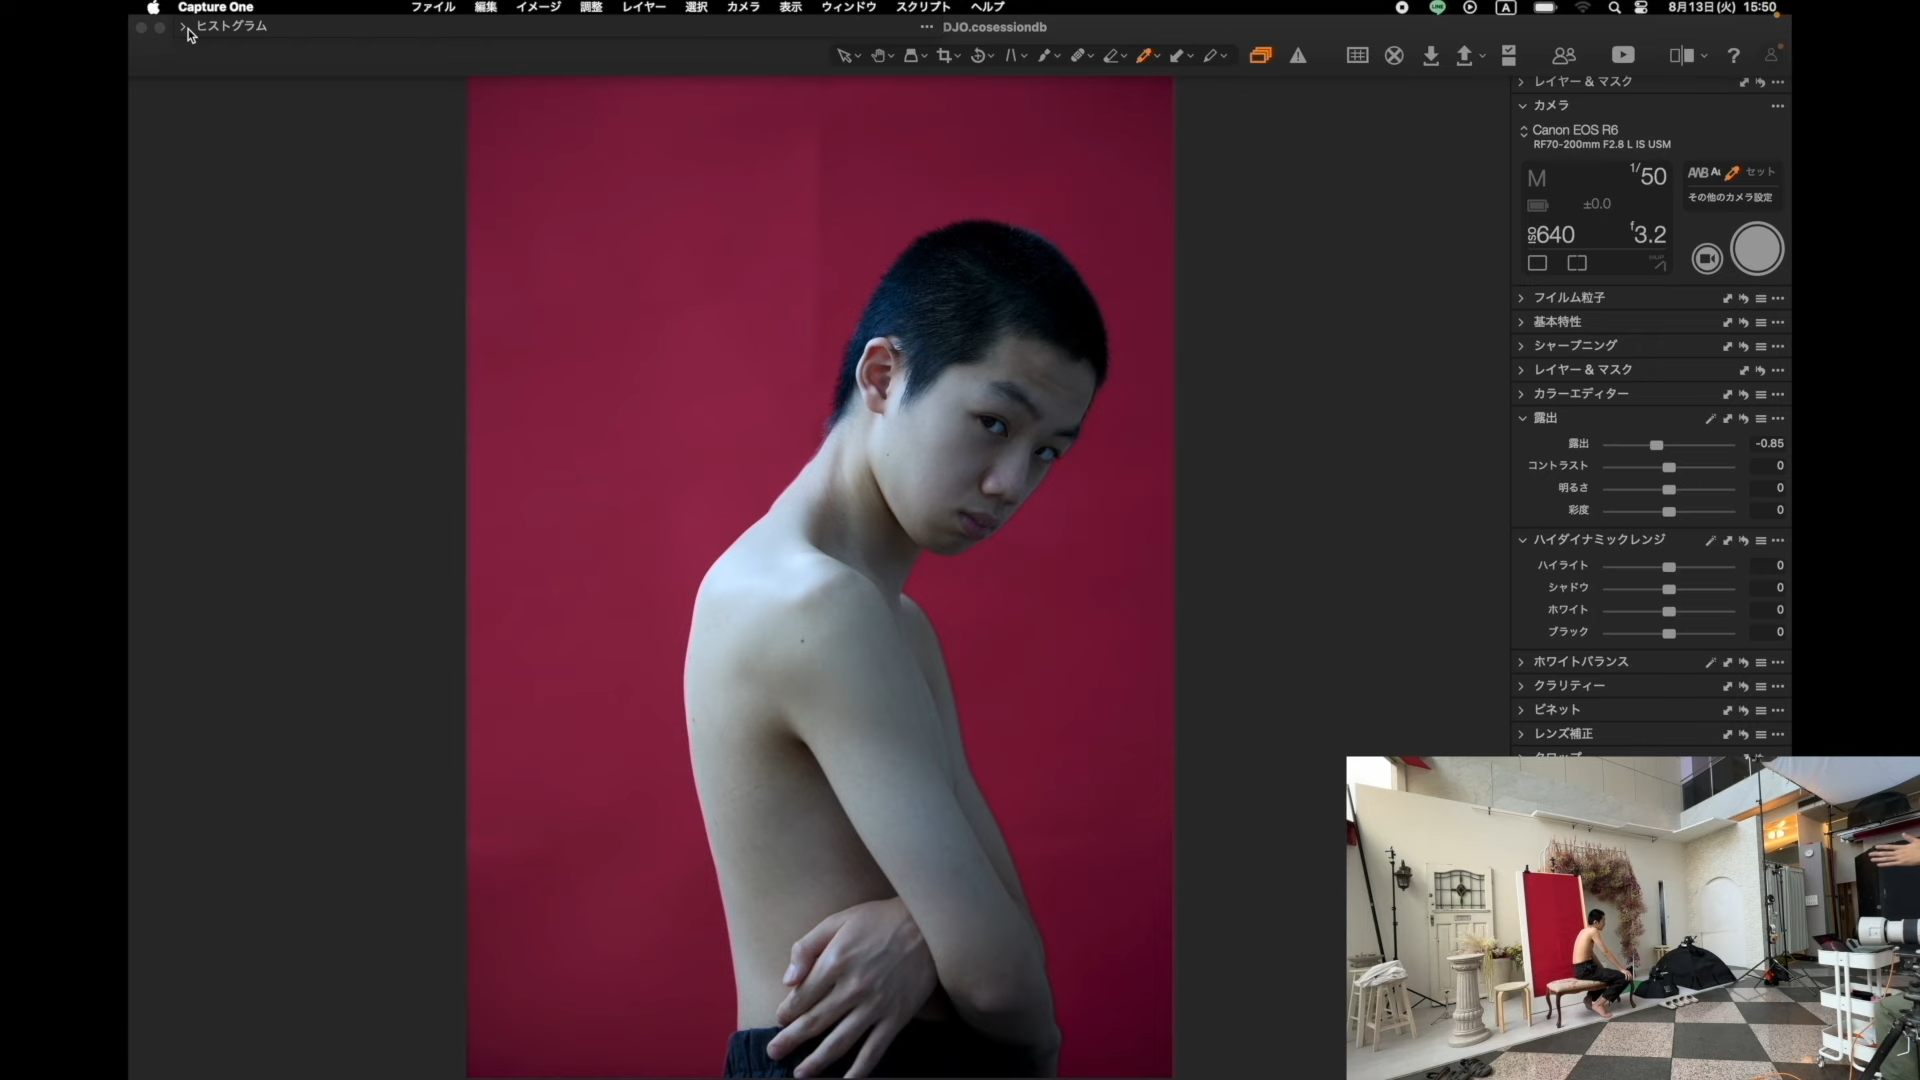 Capture One ファイル 編集 イメージ 調整 レイヤー 選択 カメラ 表示 ウィンドウ スクリプト ヘルプ A 8月13日(火) 15:50
ヒストグラム
DJO.cosessiondb
レイヤー & マスク
カメラ
Canon EOS R6
RF70-200mm F2.8 L IS USM
M 1/50
AWB セット
±0.0
その他のカメラ設定
ISO 640 f3.2
フイルム粒子
基本特性
シャープニング
レイヤー & マスク
カラーエディター
露出
露出 -0.85
コントラスト 0
明るさ 0
彩度 0
ハイダイナミックレンジ
ハイライト 0
シャドウ 0
ホワイト 0
ブラック 0
ホワイトバランス
クラリティー
ビネット
レンズ補正